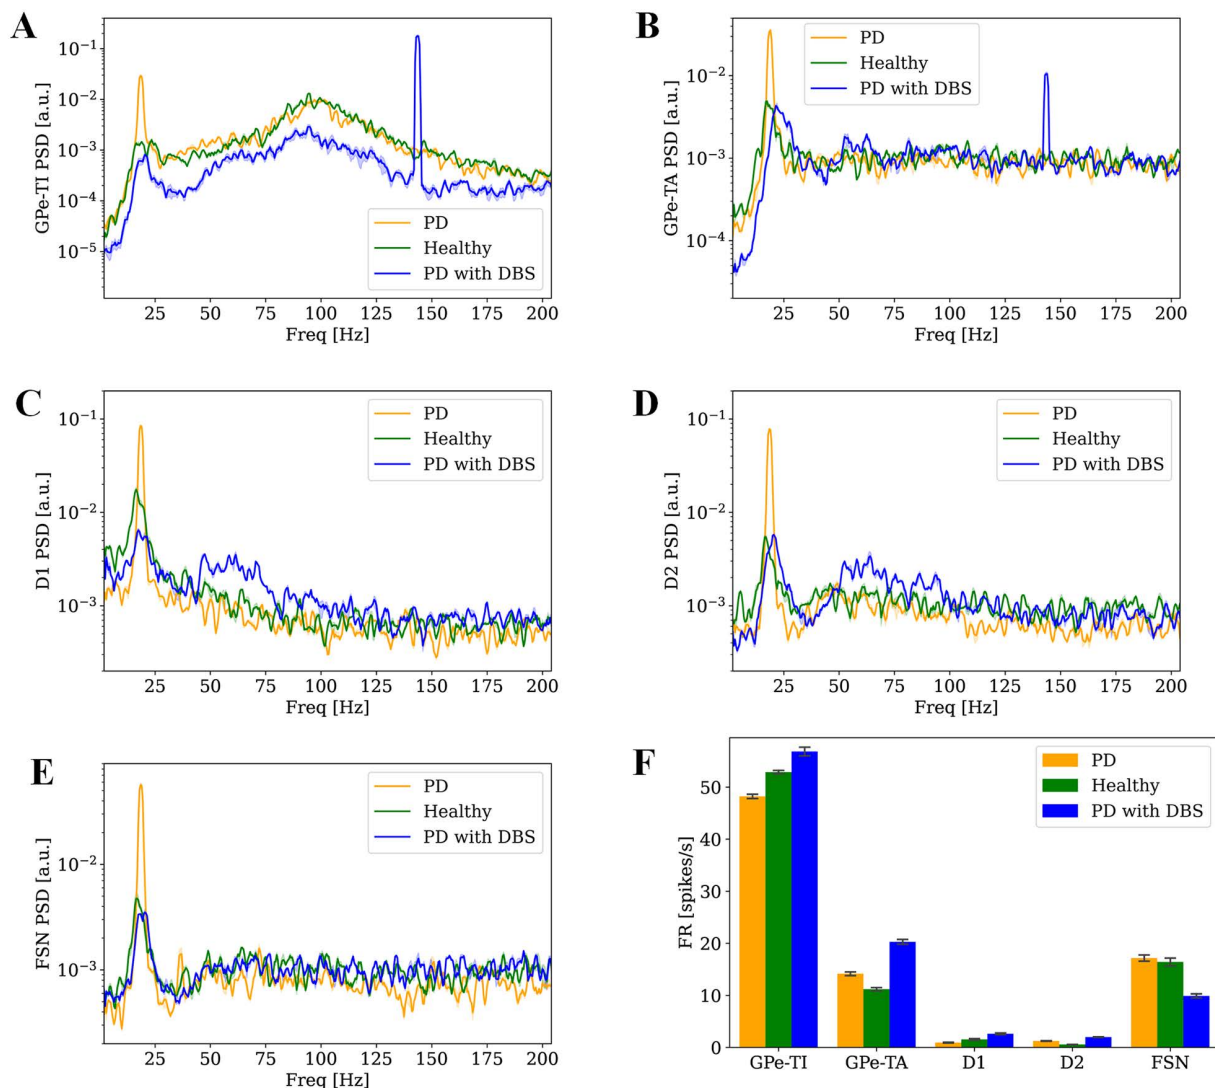 A
GPe-TI PSD [a.u.]
10⁻¹
10⁻²
10⁻³
10⁻⁴
10⁻⁵
PD
Healthy
PD with DBS
25 50 75 100 125 150 175 200
Freq [Hz]
B
GPe-TA PSD [a.u.]
10⁻²
10⁻³
10⁻⁴
PD
Healthy
PD with DBS
25 50 75 100 125 150 175 200
Freq [Hz]
C
D1 PSD [a.u.]
10⁻¹
10⁻²
10⁻³
PD
Healthy
PD with DBS
25 50 75 100 125 150 175 200
Freq [Hz]
D
D2 PSD [a.u.]
10⁻¹
10⁻²
10⁻³
PD
Healthy
PD with DBS
25 50 75 100 125 150 175 200
Freq [Hz]
E
FSN PSD [a.u.]
10⁻²
10⁻³
PD
Healthy
PD with DBS
25 50 75 100 125 150 175 200
Freq [Hz]
F
FR [spikes/s]
50
40
30
20
10
0
PD
Healthy
PD with DBS
GPe-TI GPe-TA D1 D2 FSN